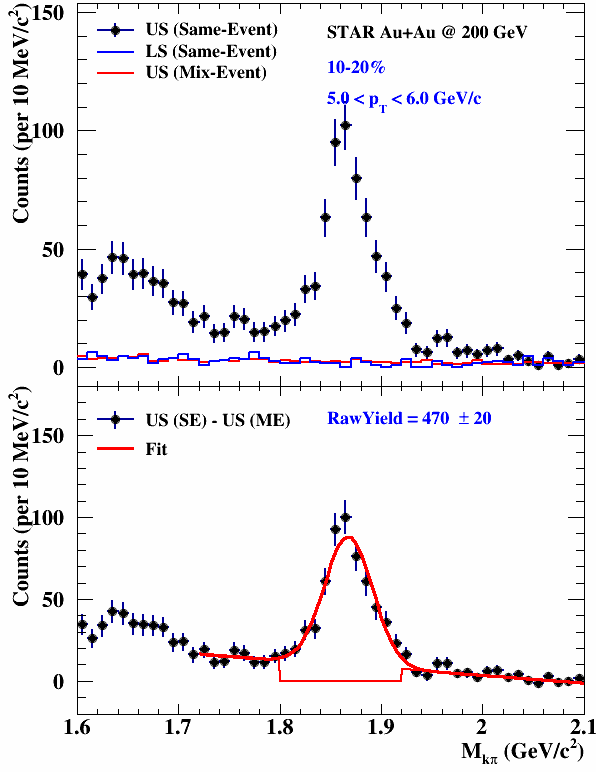 150
100
50
0
Counts (per 10 MeV/c²)
US (Same-Event)
LS (Same-Event)
US (Mix-Event)
STAR Au+Au @ 200 GeV
10-20%
5.0 < p_T < 6.0 GeV/c
150
100
50
0
Counts (per 10 MeV/c²)
US (SE) - US (ME)
Fit
RawYield = 470 ± 20
1.6 1.7 1.8 1.9 2 2.1
M_kπ (GeV/c²)